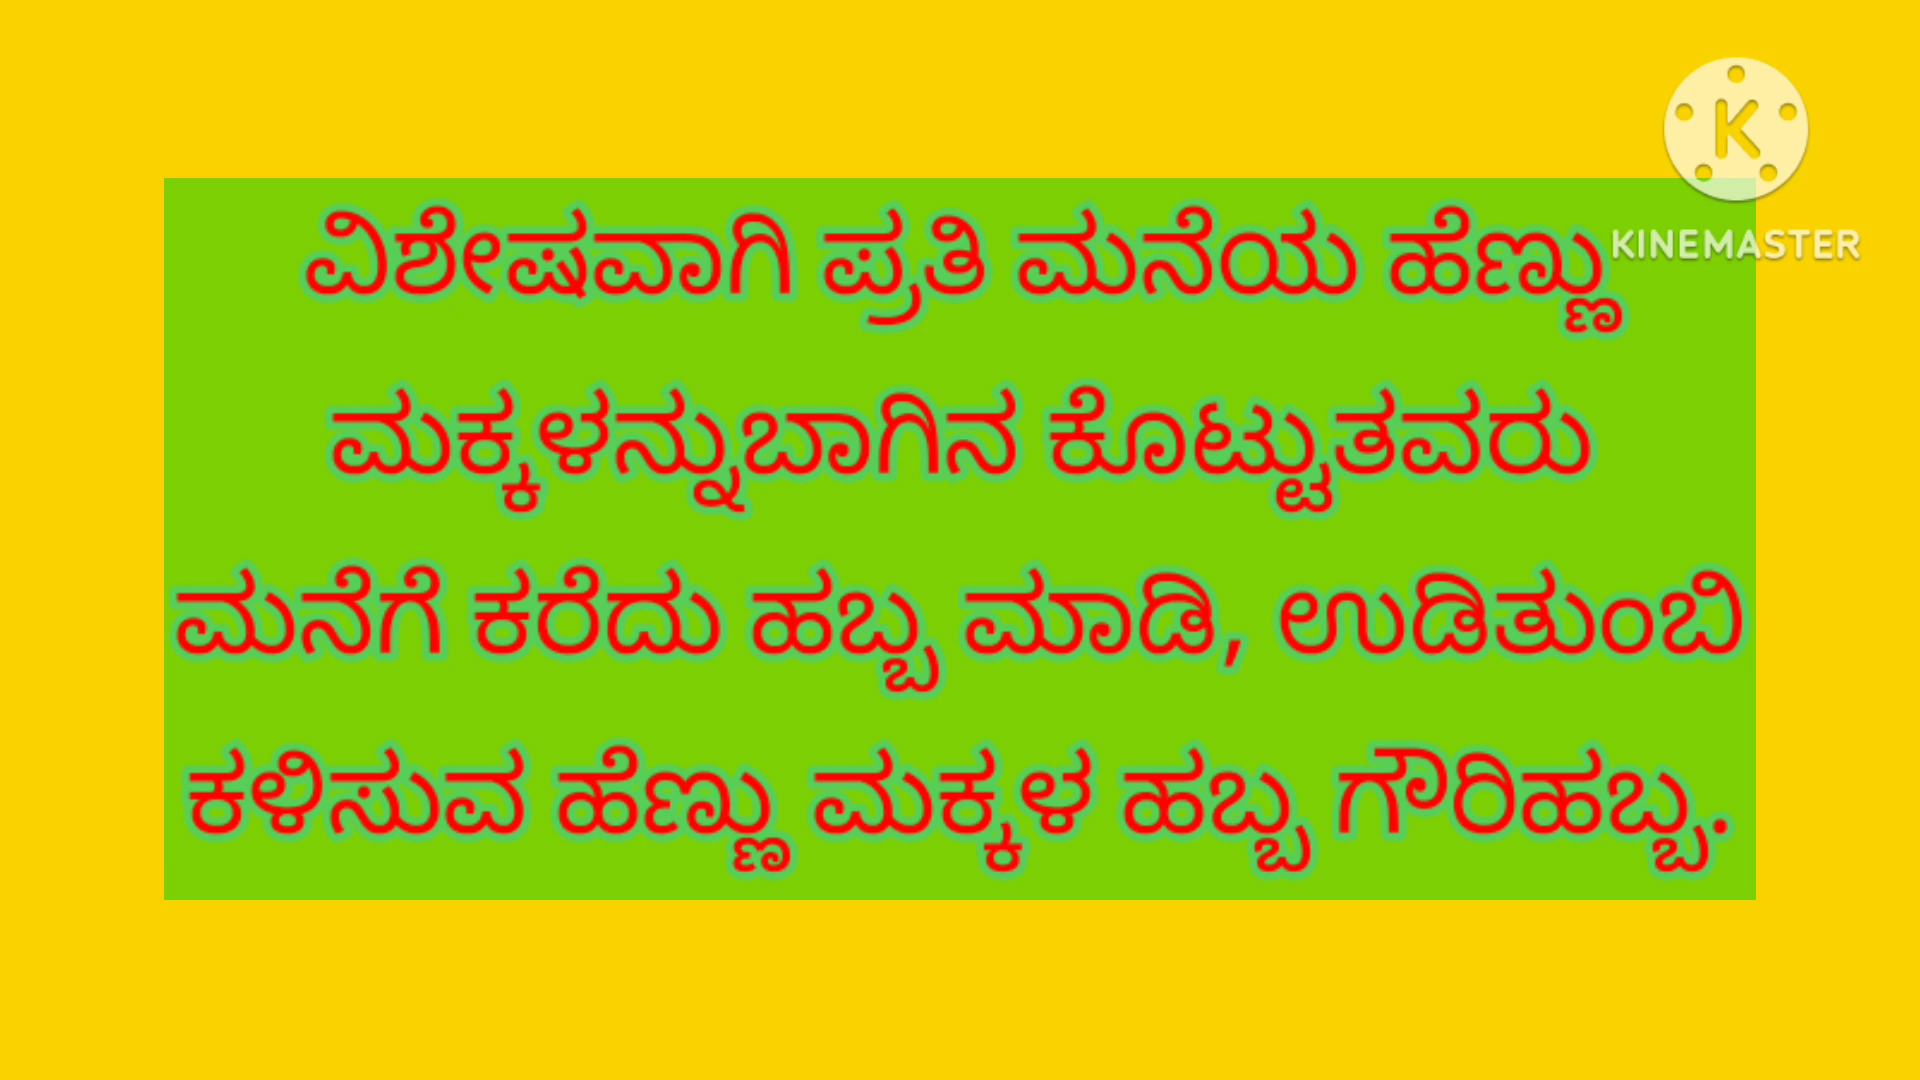 ವಿಶೇಷವಾಗಿ ಪ್ರತಿ ಮನೆಯ ಹೆಣ್ಣು
ಮಕ್ಕಳನ್ನುಬಾಗಿನ ಕೊಟ್ಟುತವರು
ಮನೆಗೆ ಕರೆದು ಹಬ್ಬ ಮಾಡಿ, ಉಡಿತುಂಬಿ
ಕಳಿಸುವ ಹೆಣ್ಣು ಮಕ್ಕಳ ಹಬ್ಬ ಗೌರಿಹಬ್ಬ.
K
KINEMASTER